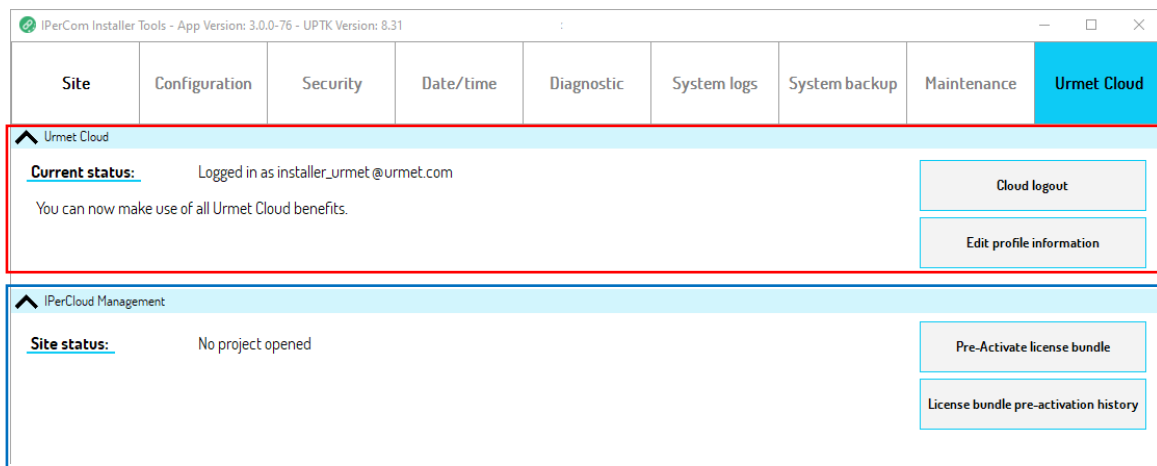 IPerCom Installer Tools - App Version: 3.0.0-76 - UPTK Version: 8.31 :
Site Configuration Security Date/time Diagnostic System logs System backup Maintenance Urmet Cloud
Urmet Cloud
Current status: Logged in as installer_urmet@urmet.com
Cloud logout
You can now make use of all Urmet Cloud benefits.
Edit profile information
IPerCloud Management
Site status: No project opened
Pre-Activate license bundle
License bundle pre-activation history